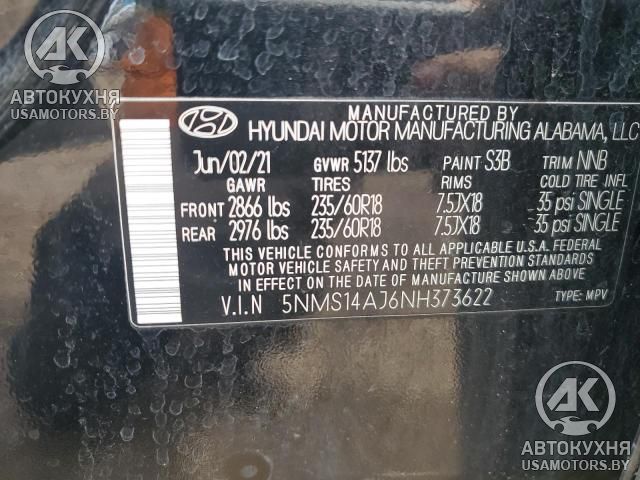 AK
АВТОКУХНЯ
USAMOTORS.BY
MANUFACTURED BY
HYUNDAI MOTOR MANUFACTURING ALABAMA, LLC
Jun/02/21 GVWR 5137 lbs PAINT S3B TRIM NNB
GAWR TIRES RIMS COLD TIRE INFL
FRONT 2866 lbs 235/60R18 7.5JX18 35 psi SINGLE
REAR 2976 lbs 235/60R18 7.5JX18 35 psi SINGLE
THIS VEHICLE CONFORMS TO ALL APPLICABLE U.S.A. FEDERAL
MOTOR VEHICLE SAFETY AND THEFT PREVENTION STANDARDS
IN EFFECT ON THE DATE OF MANUFACTURE SHOWN ABOVE.
V.I.N 5NMS14AJ6NH373622 TYPE: MPV
AK
АВТОКУХНЯ
USAMOTORS.BY